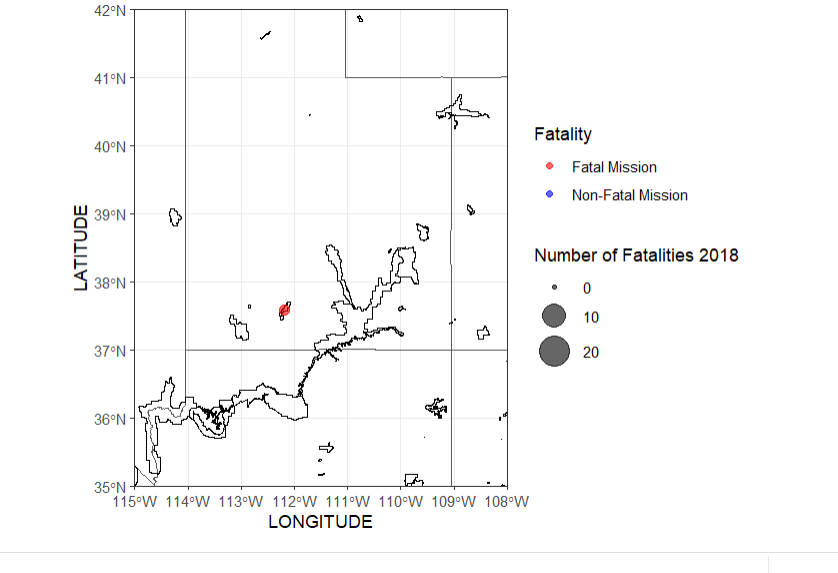 42°N
41°N
40°N
39°N
38°N
37°N
36°N
35°N
LATITUDE
115°W 114°W 113°W 112°W 111°W 110°W 109°W 108°W
LONGITUDE
Fatality
Fatal Mission
Non-Fatal Mission
Number of Fatalities 2018
0
10
20